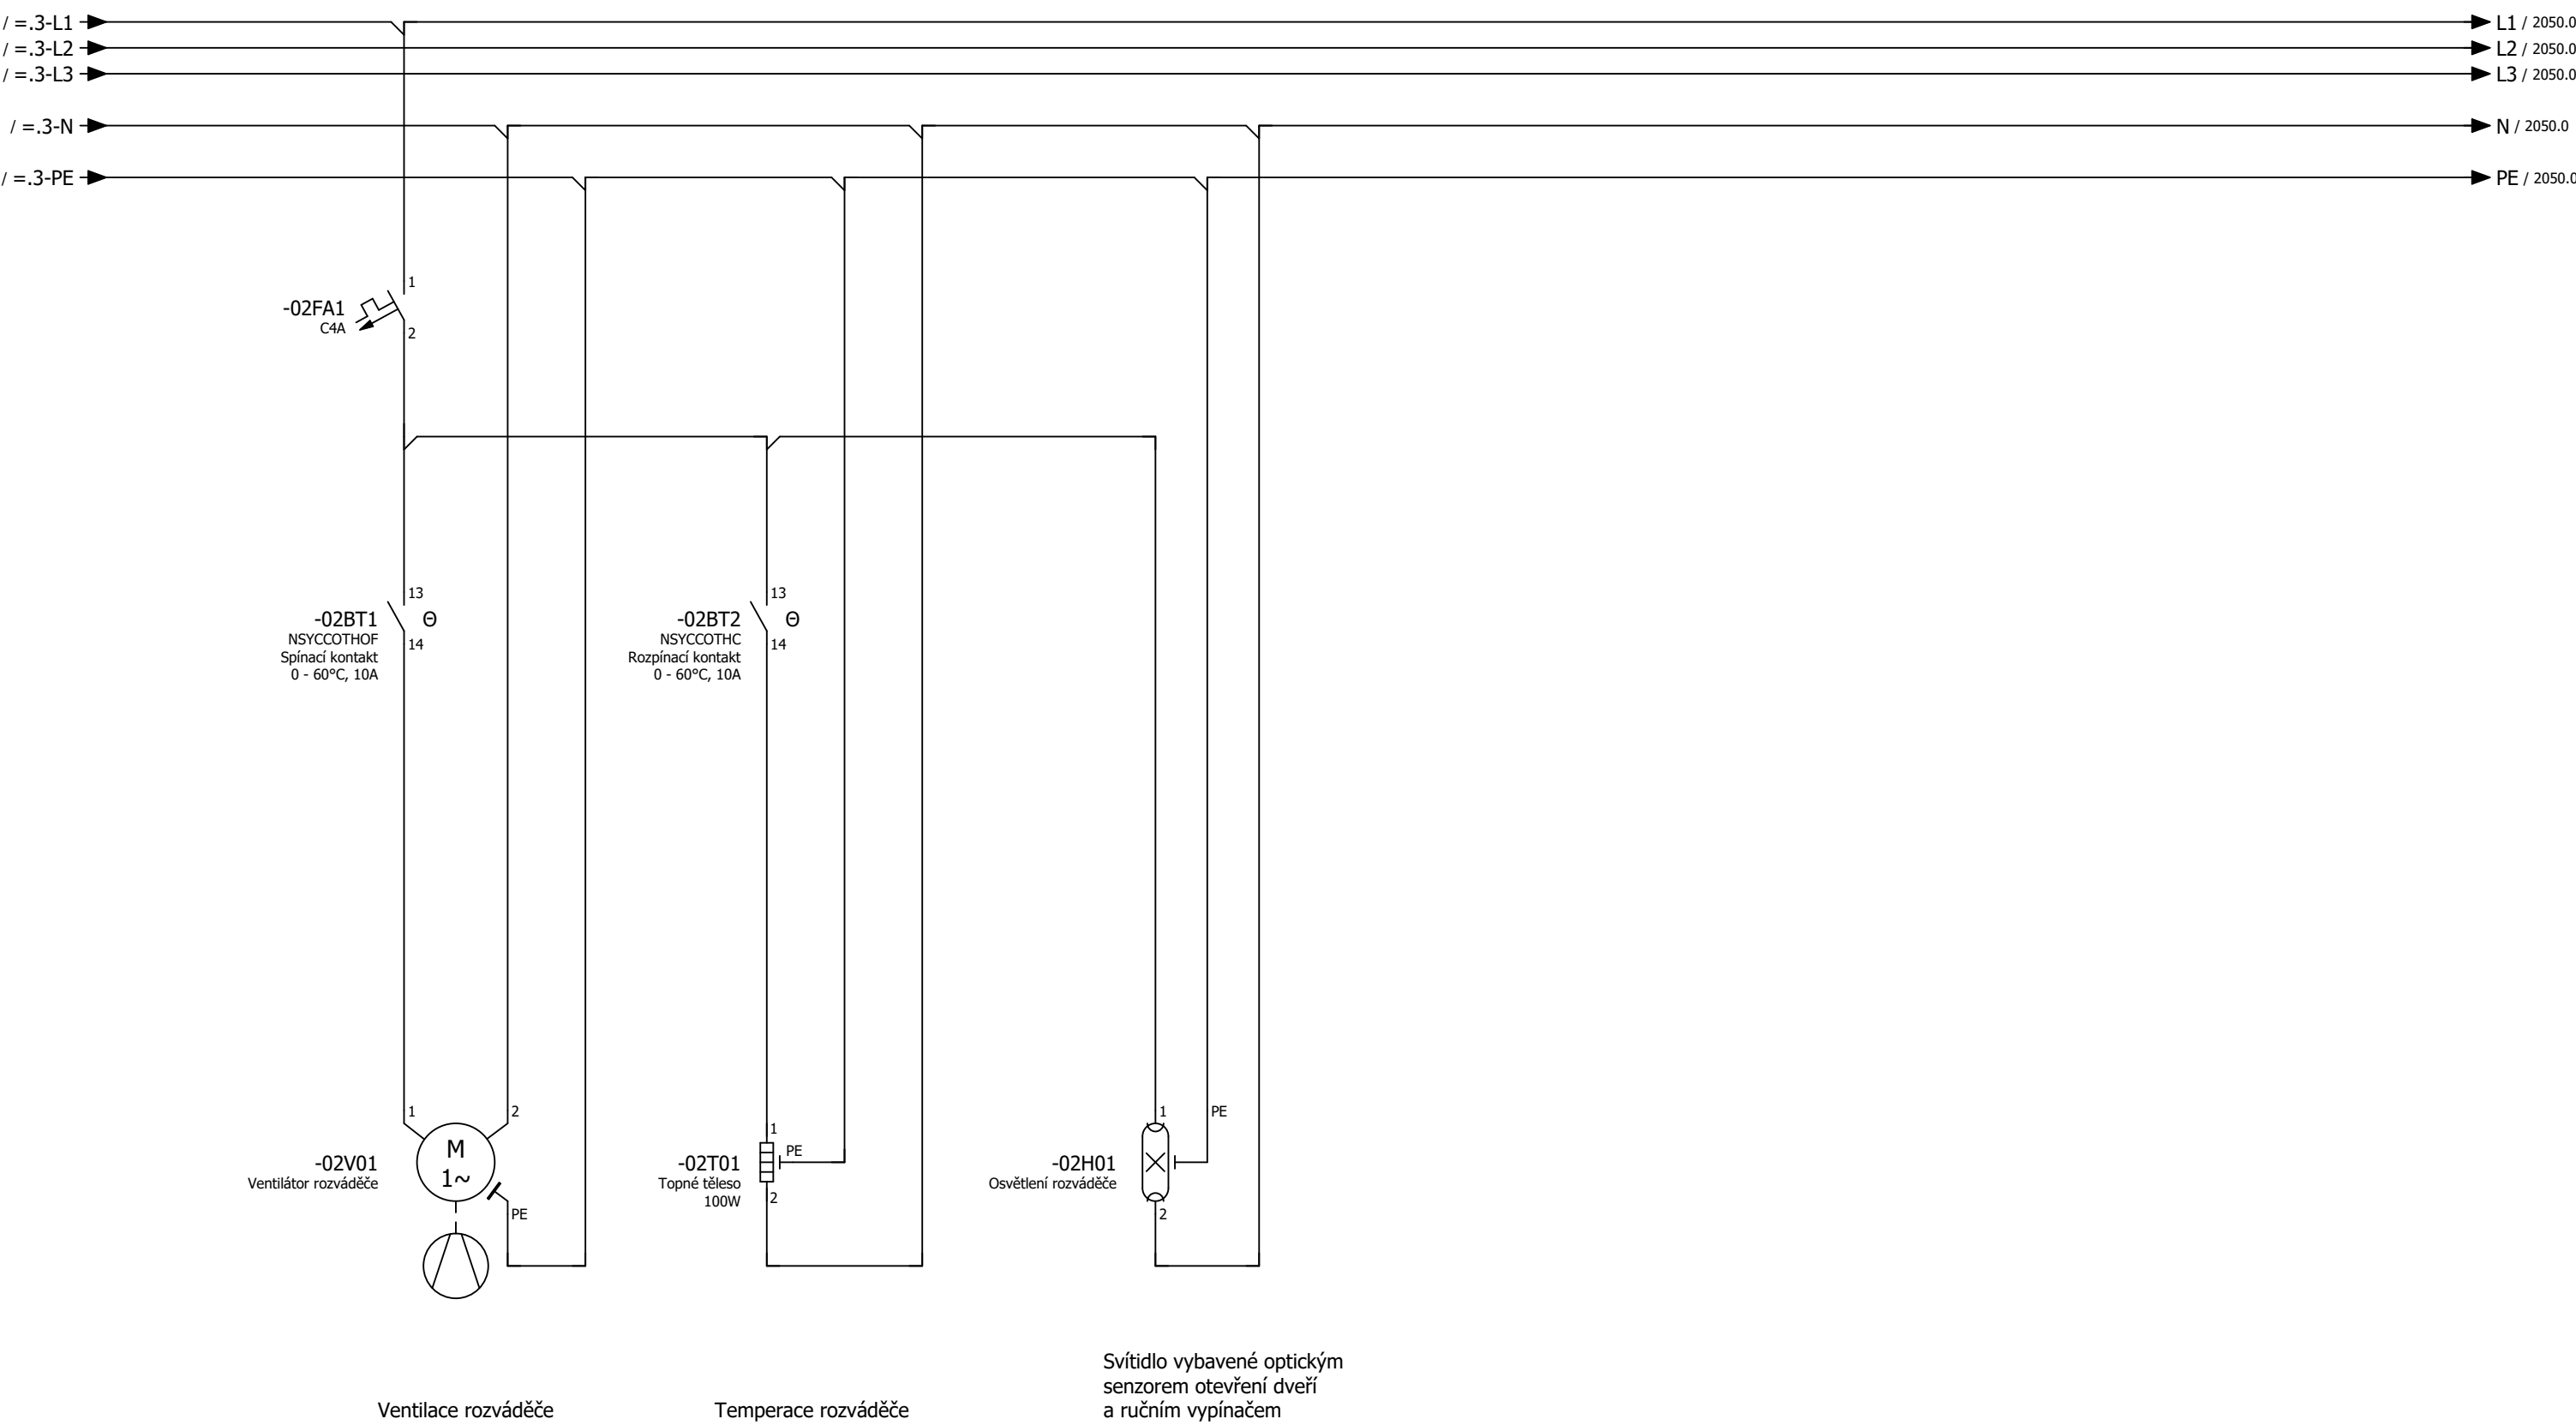 / =.3-L1
L1 / 2050.0
/ =.3-L2
L2 / 2050.0
/ =.3-L3
L3 / 2050.0
/ =.3-N
N / 2050.0
/ =.3-PE
PE / 2050.0
1
-02FA1
C4A
2
13
-02BT1
Θ
NSYCCOTHOF
14
Spínací kontakt
0 - 60°C, 10A
13
-02BT2
Θ
NSYCCOTHC
14
Rozpínací kontakt
0 - 60°C, 10A
1
2
M
1~
-02V01
Ventilátor rozváděče
PE
1
PE
-02T01
Topné těleso
100W
2
1
PE
-02H01
Osvětlení rozváděče
2
Ventilace rozváděče
Temperace rozváděče
Svítidlo vybavené optickým
senzorem otevření dveří
a ručním vypínačem